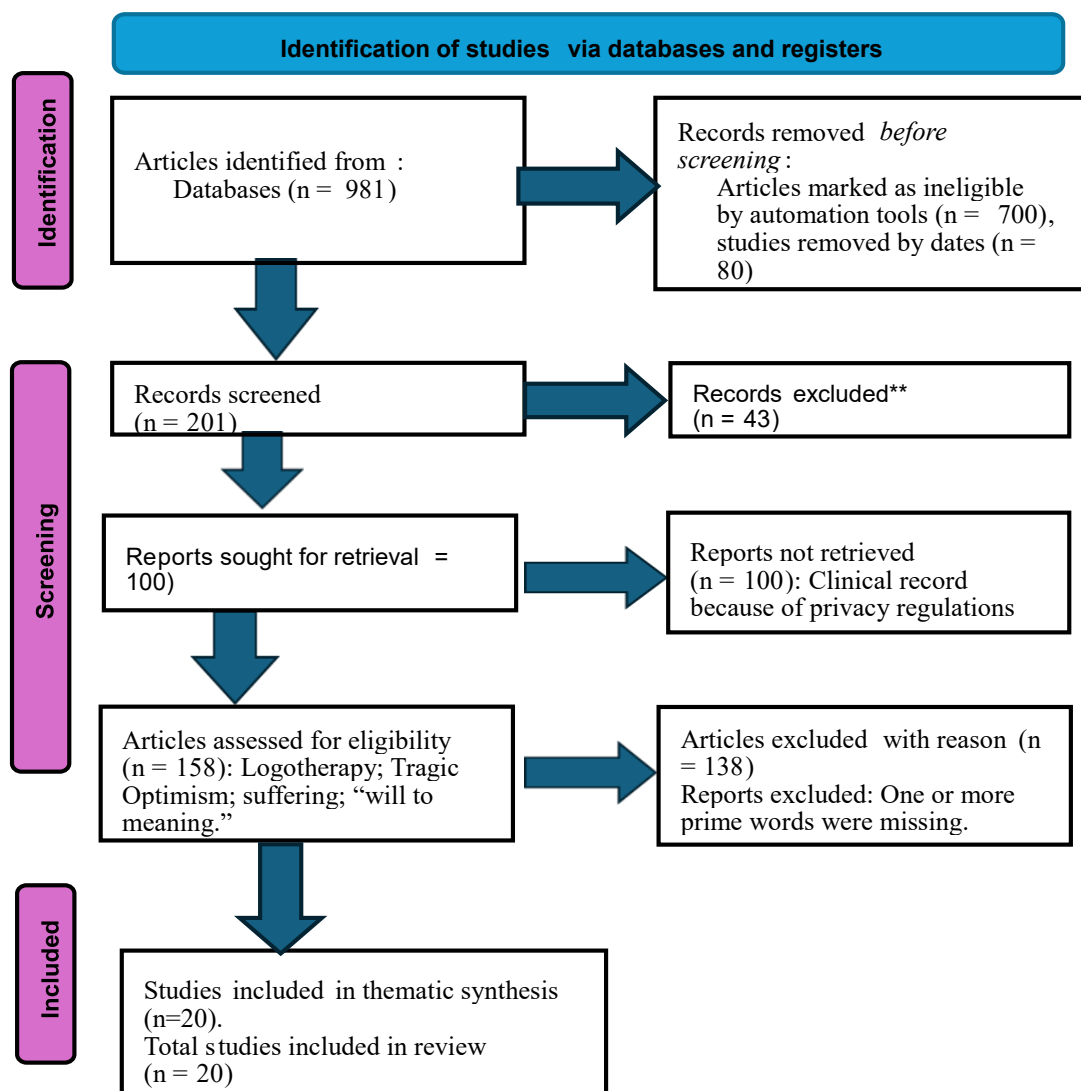 Identification of studies via databases and registers
Identification
Articles identified from :
Databases (n = 981)
Records removed before
screening :
Articles marked as ineligible
by automation tools (n = 700),
studies removed by dates (n =
80)
Screening
Records screened
(n = 201)
Records excluded**
(n = 43)
Reports sought for retrieval =
100)
Reports not retrieved
(n = 100): Clinical record
because of privacy regulations
Articles assessed for eligibility
(n = 158): Logotherapy; Tragic
Optimism; suffering; “will to
meaning.”
Articles excluded with reason (n
= 138)
Reports excluded: One or more
prime words were missing.
Included
Studies included in thematic synthesis
(n=20).
Total studies included in review
(n = 20)